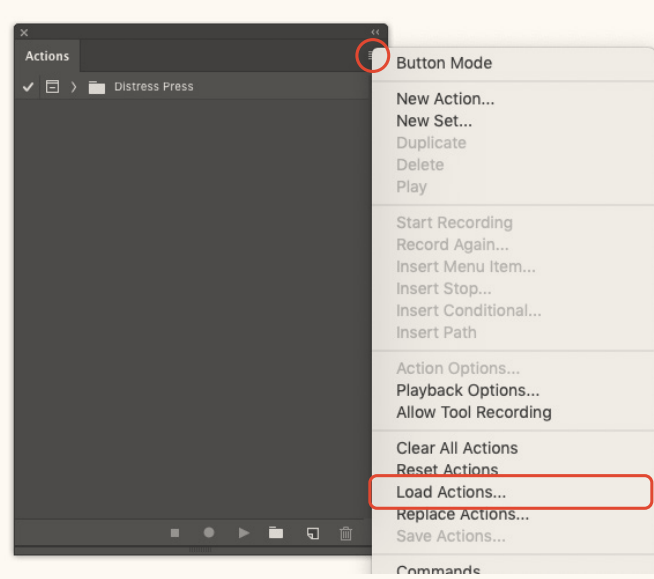 Actions
Distress Press
Button Mode
New Action...
New Set...
Duplicate
Delete
Play
Start Recording
Record Again...
Insert Menu Item...
Insert Stop...
Insert Conditional...
Insert Path
Action Options...
Playback Options...
Allow Tool Recording
Clear All Actions
Reset Actions
Load Actions...
Replace Actions...
Save Actions...
Commands